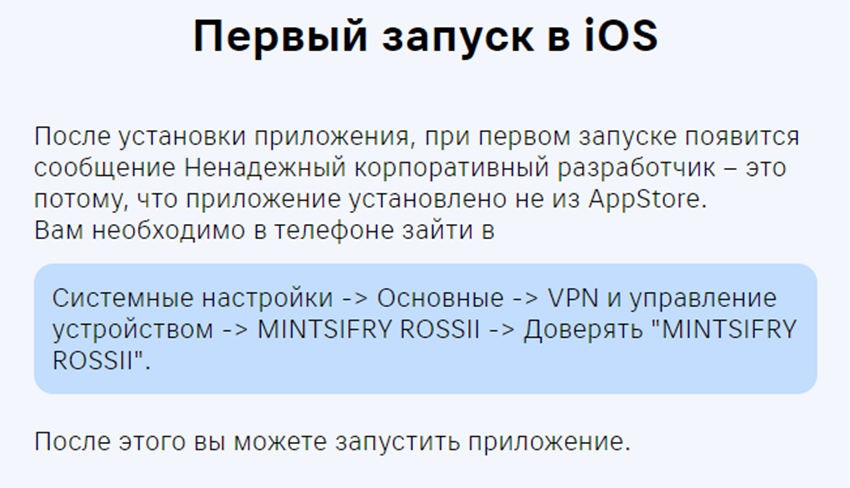 Первый запуск в iOS
После установки приложения, при первом запуске появится
сообщение Ненадежный корпоративный разработчик – это
потому, что приложение установлено не из AppStore.
Вам необходимо в телефоне зайти в
Системные настройки -> Основные -> VPN и управление
устройством -> MINTSIFRY ROSSII -> Доверять "MINTSIFRY
ROSSII".
После этого вы можете запустить приложение.